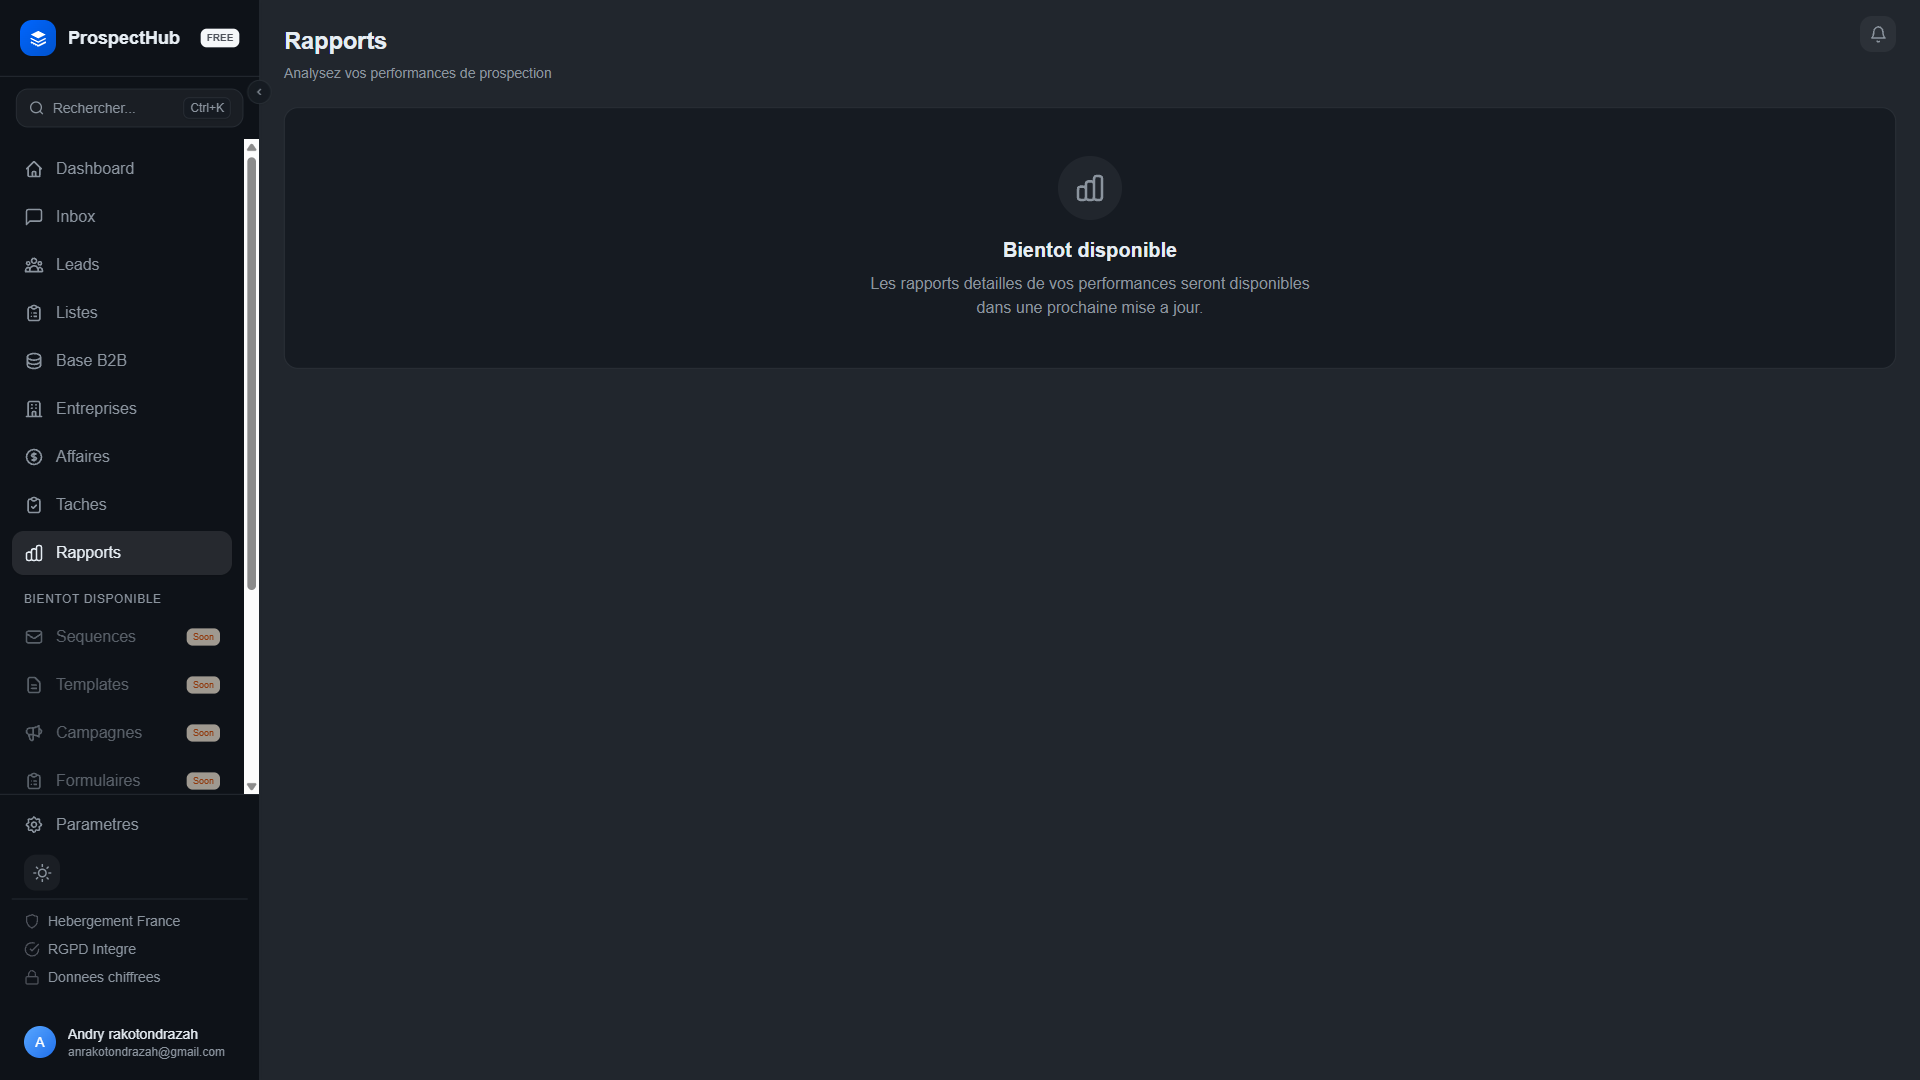 ProspectHub FREE
Rechercher... Ctrl+K
Dashboard
Inbox
Leads
Listes
Base B2B
Entreprises
Affaires
Taches
Rapports
BIENTOT DISPONIBLE
Sequences Soon
Templates Soon
Campagnes Soon
Formulaires Soon
Parametres
Hebergement France
RGPD Integre
Donnees chiffrees
A
Andry rakotondrazah
anrakotondrazah@gmail.com
Rapports
Analysez vos performances de prospection
Bientot disponible
Les rapports detailles de vos performances seront disponibles
dans une prochaine mise a jour.